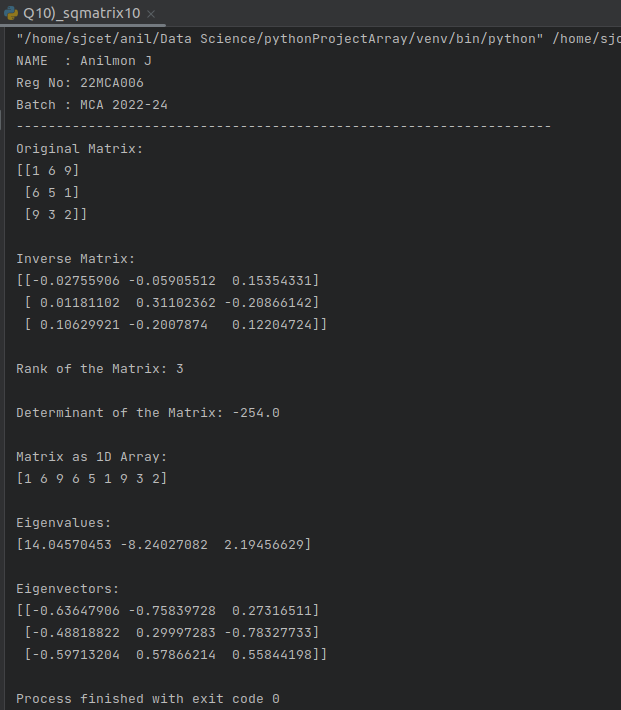 Q10)_sqmatrix10
"/home/sjcet/anil/Data Science/pythonProjectArray/venv/bin/python" /home/sjc
NAME  : Anilmon J
Reg No: 22MCA006
Batch : MCA 2022-24
-------------------------------------------------------------------
Original Matrix:
[[1 6 9]
 [6 5 1]
 [9 3 2]]
Inverse Matrix:
[[-0.02755906 -0.05905512  0.15354331]
 [ 0.01181102  0.31102362 -0.20866142]
 [ 0.10629921 -0.2007874   0.12204724]]
Rank of the Matrix: 3
Determinant of the Matrix: -254.0
Matrix as 1D Array:
[1 6 9 6 5 1 9 3 2]
Eigenvalues:
[14.04570453 -8.24027082  2.19456629]
Eigenvectors:
[[-0.63647906 -0.75839728  0.27316511]
 [-0.48818822  0.29997283 -0.78327733]
 [-0.59713204  0.57866214  0.55844198]]
Process finished with exit code 0